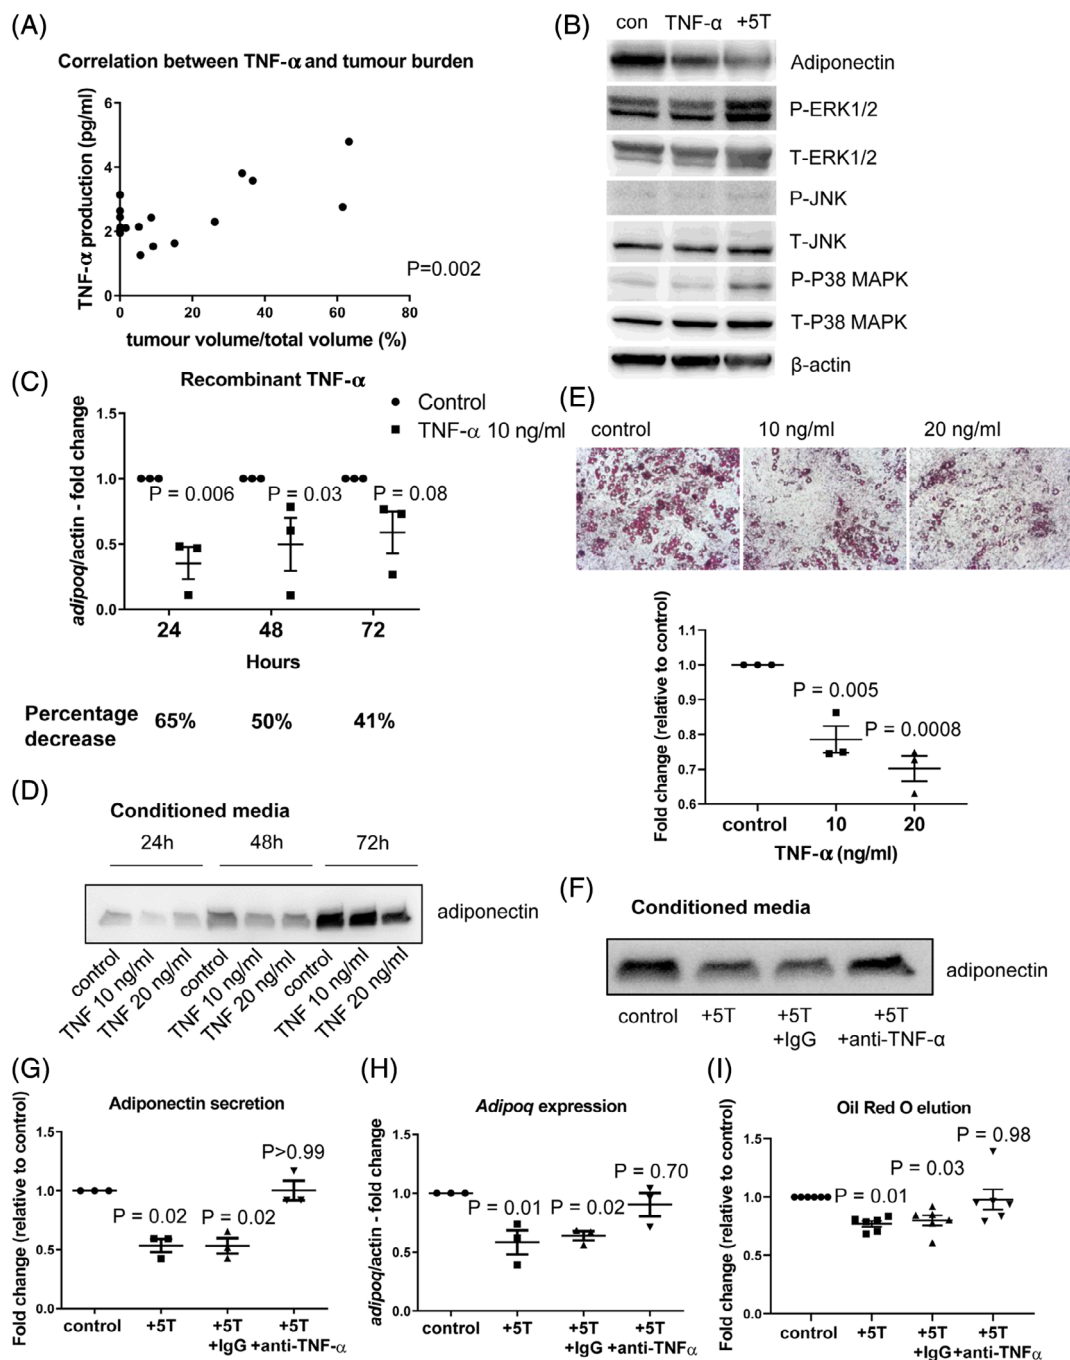 (A)
Correlation between TNF-α and tumour burden
TNF-α production (pg/ml)
6
4
2
0
0 20 40 60 80
P=0.002
tumour volume/total volume (%)
(B)
con TNF-α +5T
Adiponectin
P-ERK1/2
T-ERK1/2
P-JNK
T-JNK
P-P38 MAPK
T-P38 MAPK
β-actin
(C)
Recombinant TNF-α
adipoq/actin - fold change
1.5
1.0
0.5
0.0
Control
TNF-α 10 ng/ml
P = 0.006 P = 0.03 P = 0.08
24 48 72
Hours
Percentage
decrease
65% 50% 41%
(D)
Conditioned media
24h 48h 72h
adiponectin
control
TNF 10 ng/ml
TNF 20 ng/ml
control
TNF 10 ng/ml
TNF 20 ng/ml
control
TNF 10 ng/ml
TNF 20 ng/ml
(E)
control 10 ng/ml 20 ng/ml
Fold change (relative to control)
1.1
1.0
0.9
0.8
0.7
0.6
P = 0.005
P = 0.0008
control 10 20
TNF-α (ng/ml)
(F)
Conditioned media
adiponectin
control +5T +5T +5T
+IgG +anti-TNF-α
(G)
Adiponectin secretion
Fold change (relative to control)
1.5
1.0
0.5
0.0
P = 0.02 P = 0.02 P>0.99
control +5T +5T +5T
+IgG +anti-TNF-α
(H)
Adipoq expression
adipoq/actin - fold change
1.5
1.0
0.5
0.0
P = 0.01 P = 0.02 P = 0.70
control +5T +5T +5T
+IgG +anti-TNFα
(I)
Oil Red O elution
Fold change (relative to control)
1.5
1.0
0.5
0.0
P = 0.01 P = 0.03 P = 0.98
control +5T +5T +5T
+IgG +anti-TNFα